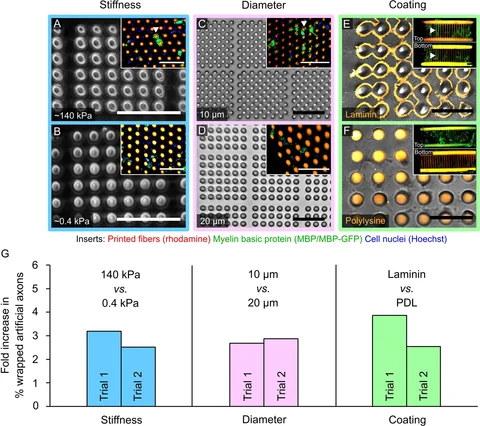 Stiffness Diameter Coating
A C E
Top
Bottom
~140 kPa 10 µm Laminin
B D F
Top
Bottom
~0.4 kPa 20 µm Polylysine
Inserts: Printed fibers (rhodamine) Myelin basic protein (MBP/MBP-GFP) Cell nuclei (Hoechst)
G
Fold increase in
% wrapped artificial axons
6
5
4
3
2
1
0
140 kPa 10 µm Laminin
vs. vs. vs.
0.4 kPa 20 µm PDL
Trial 1 Trial 2 Trial 1 Trial 2 Trial 1 Trial 2
Stiffness Diameter Coating